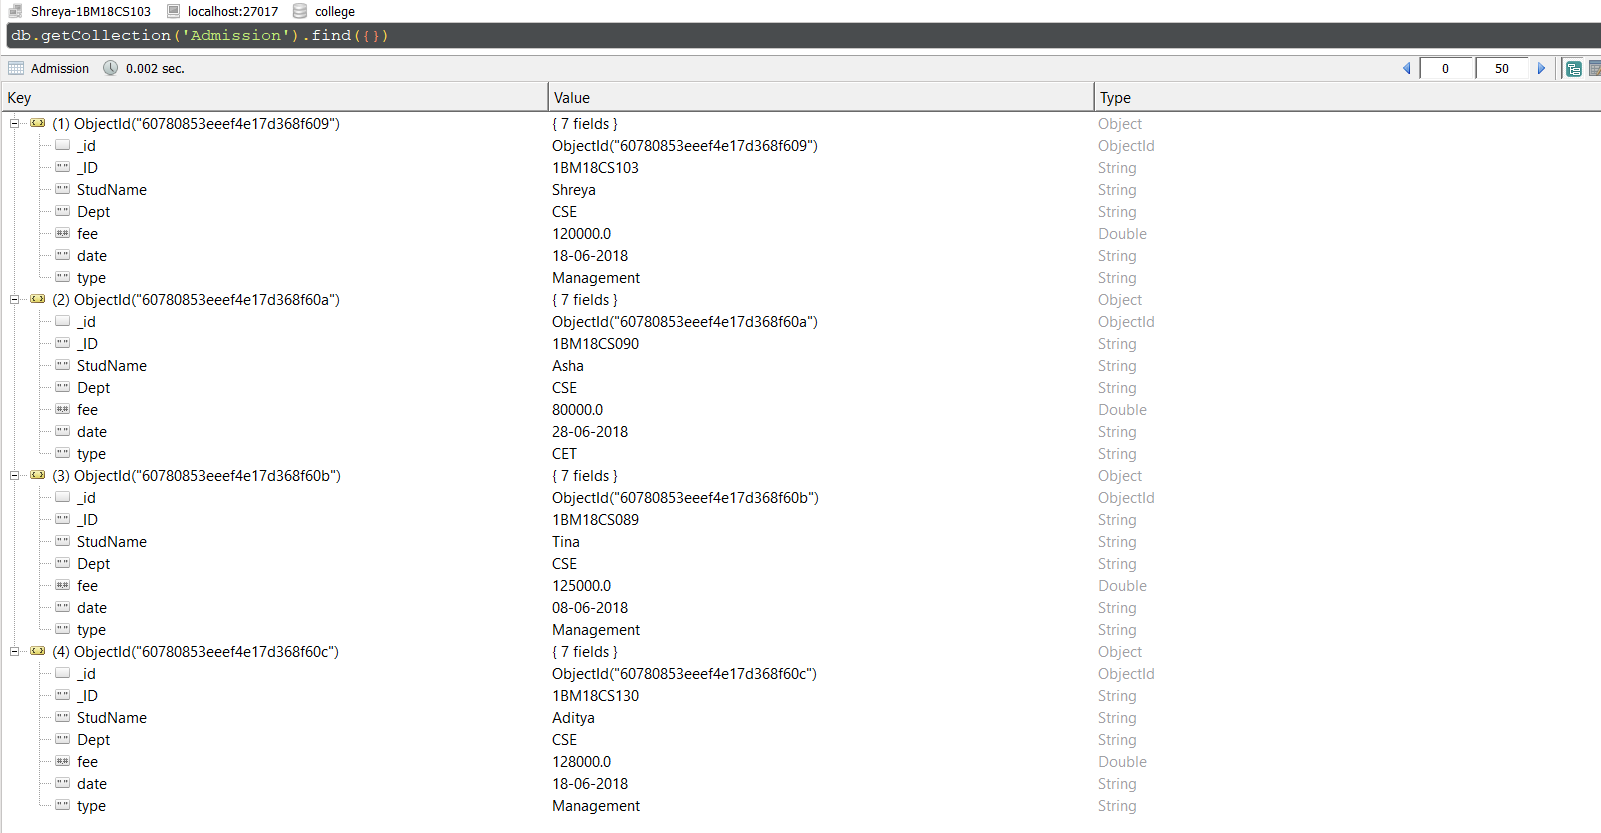 Shreya-1BM18CS103 localhost:27017 college
db.getCollection('Admission').find({})
Admission 0.002 sec. 0 50
Key Value Type
(1) ObjectId("60780853eeef4e17d368f609") { 7 fields } Object
_id ObjectId("60780853eeef4e17d368f609") ObjectId
_ID 1BM18CS103 String
StudName Shreya String
Dept CSE String
fee 120000.0 Double
date 18-06-2018 String
type Management String
(2) ObjectId("60780853eeef4e17d368f60a") { 7 fields } Object
_id ObjectId("60780853eeef4e17d368f60a") ObjectId
_ID 1BM18CS090 String
StudName Asha String
Dept CSE String
fee 80000.0 Double
date 28-06-2018 String
type CET String
(3) ObjectId("60780853eeef4e17d368f60b") { 7 fields } Object
_id ObjectId("60780853eeef4e17d368f60b") ObjectId
_ID 1BM18CS089 String
StudName Tina String
Dept CSE String
fee 125000.0 Double
date 08-06-2018 String
type Management String
(4) ObjectId("60780853eeef4e17d368f60c") { 7 fields } Object
_id ObjectId("60780853eeef4e17d368f60c") ObjectId
_ID 1BM18CS130 String
StudName Aditya String
Dept CSE String
fee 128000.0 Double
date 18-06-2018 String
type Management String